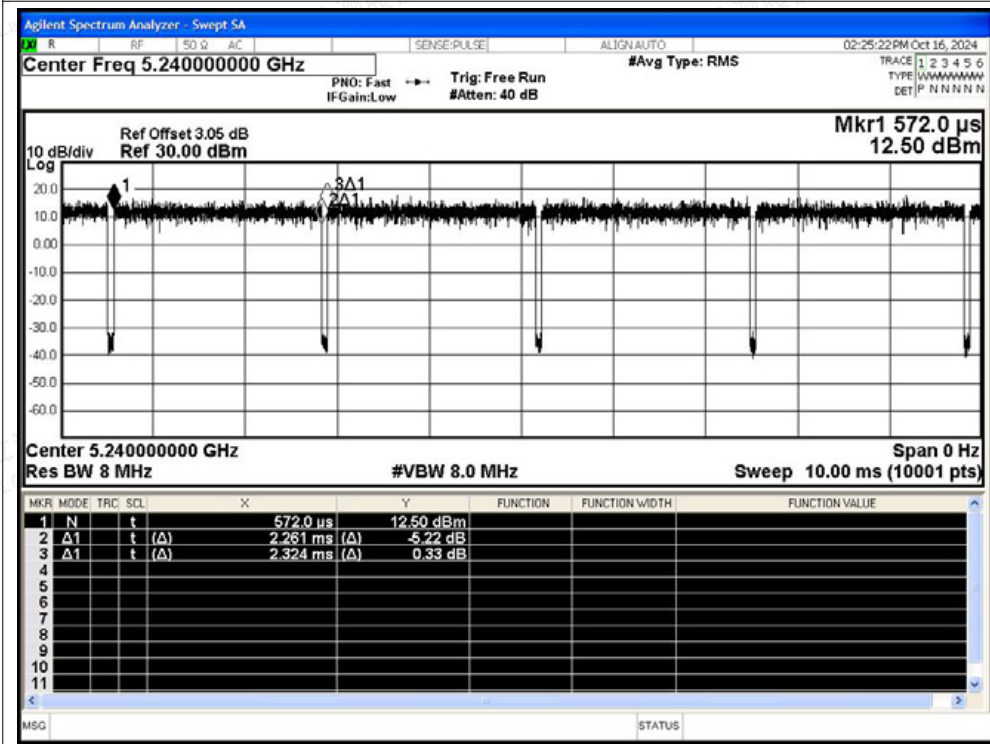 Agilent Spectrum Analyzer - Swept SA
LXI R RF 50 Ω AC SENSE:PULSE ALIGN AUTO 02:25:22 PM Oct 16, 2024
Center Freq 5.240000000 GHz #Avg Type: RMS TRACE 1 2 3 4 5 6
PNO: Fast Trig: Free Run TYPE WWWWWW
IFGain:Low #Atten: 40 dB DET P N N N N N
Mkr1 572.0 µs
Ref Offset 3.05 dB
10 dB/div Ref 30.00 dBm 12.50 dBm
Log
1 3Δ1
20.0 2Δ1
10.0
0.00
-10.0
-20.0
-30.0
-40.0
-50.0
-60.0
Center 5.240000000 GHz Span 0 Hz
Res BW 8 MHz #VBW 8.0 MHz Sweep 10.00 ms (10001 pts)
MKR MODE TRC SCL X Y FUNCTION FUNCTION WIDTH FUNCTION VALUE
1 N t 572.0 µs 12.50 dBm
2 Δ1 t (Δ) 2.261 ms (Δ) -5.22 dB
3 Δ1 t (Δ) 2.324 ms (Δ) 0.33 dB
4
5
6
7
8
9
10
11
MSG STATUS